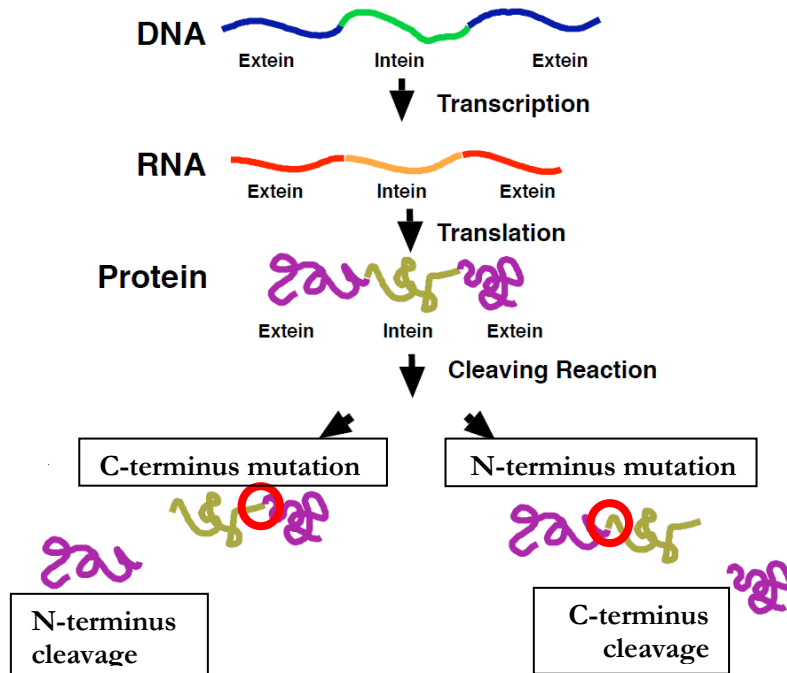 DNA
Extein Intein Extein
Transcription
RNA
Extein Intein Extein
Translation
Protein
Extein Intein Extein
Cleaving Reaction
C-terminus mutation
N-terminus mutation
N-terminus
cleavage
C-terminus
cleavage